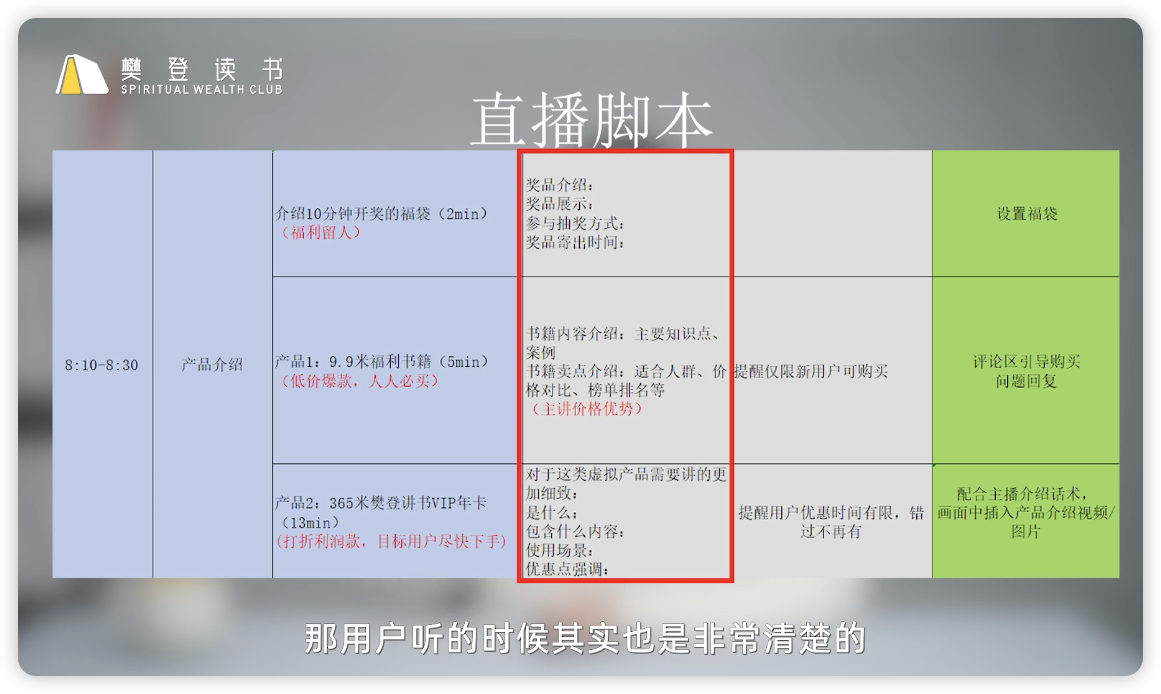 樊登读书
SPIRITUAL WEALTH CLUB
直播脚本
8:10-8:30
产品介绍
介绍10分钟开奖的福袋（2min）
（福利留人）
奖品介绍：
奖品展示：
参与抽奖方式：
奖品寄出时间：
设置福袋
产品1：9.9米福利书籍（5min）
（低价爆款，人人必买）
书籍内容介绍：主要知识点、
案例
书籍卖点介绍：适合人群、价
格对比、榜单排名等
（主讲价格优势）
提醒仅限新用户可购买
评论区引导购买
问题回复
产品2：365米樊登讲书VIP年卡
（13min）
(打折利润款，目标用户尽快下手)
对于这类虚拟产品需要讲的更
加细致：
是什么：
包含什么内容：
使用场景：
优惠点强调：
提醒用户优惠时间有限，错
过不再有
配合主播介绍话术，
画面中插入产品介绍视频/
图片
那用户听的时候其实也是非常清楚的